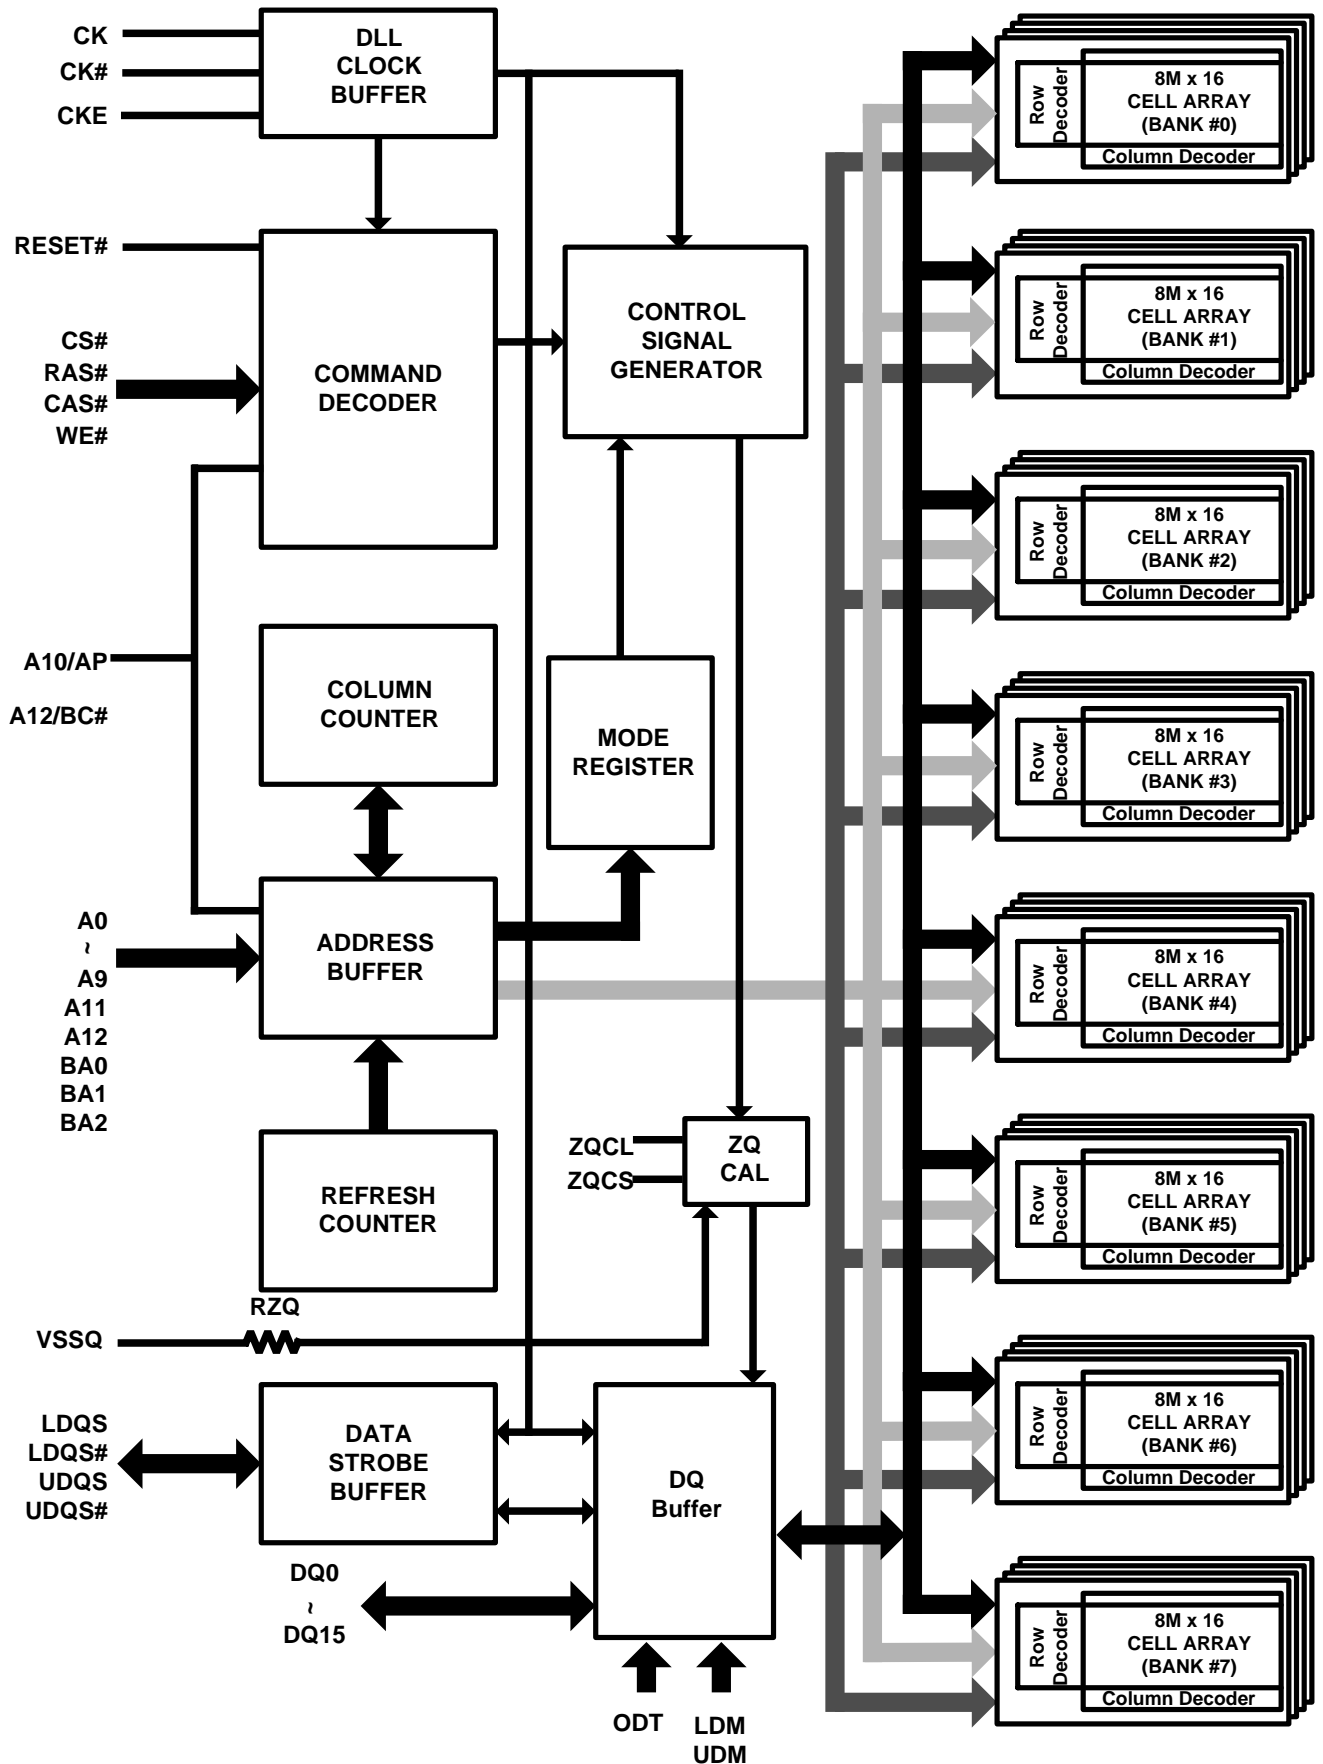 CK
CK#
CKE
DLL
CLOCK
BUFFER
RESET#
CS#
RAS#
CAS#
WE#
COMMAND
DECODER
CONTROL
SIGNAL
GENERATOR
A10/AP
A12/BC#
COLUMN
COUNTER
MODE
REGISTER
A0
~
A9
A11
A12
BA0
BA1
BA2
ADDRESS
BUFFER
REFRESH
COUNTER
ZQCL
ZQCS
ZQ
CAL
RZQ
VSSQ
LDQS
LDQS#
UDQS
UDQS#
DATA
STROBE
BUFFER
DQ
Buffer
DQ0
~
DQ15
ODT
LDM
UDM
Row
Decoder
8M x 16
CELL ARRAY
(BANK #0)
Column Decoder
Row
Decoder
8M x 16
CELL ARRAY
(BANK #1)
Column Decoder
Row
Decoder
8M x 16
CELL ARRAY
(BANK #2)
Column Decoder
Row
Decoder
8M x 16
CELL ARRAY
(BANK #3)
Column Decoder
Row
Decoder
8M x 16
CELL ARRAY
(BANK #4)
Column Decoder
Row
Decoder
8M x 16
CELL ARRAY
(BANK #5)
Column Decoder
Row
Decoder
8M x 16
CELL ARRAY
(BANK #6)
Column Decoder
Row
Decoder
8M x 16
CELL ARRAY
(BANK #7)
Column Decoder